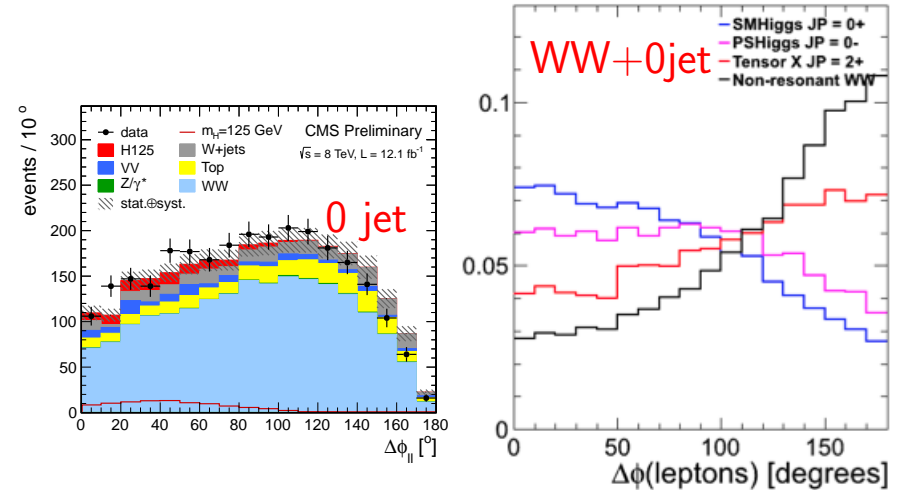 events / 10 °
300
250
200
150
100
50
0
data
H125
VV
Z/γ*
stat.⊕syst.
m_H=125 GeV
W+jets
Top
WW
CMS Preliminary
√s = 8 TeV, L = 12.1 fb⁻¹
0 jet
0 20 40 60 80 100 120 140 160 180
Δϕ_ll [°]
WW+0jet
SMHiggs JP = 0+
PSHiggs JP = 0-
Tensor X JP = 2+
Non-resonant WW
0.1
0.05
0
0 50 100 150
Δϕ(leptons) [degrees]